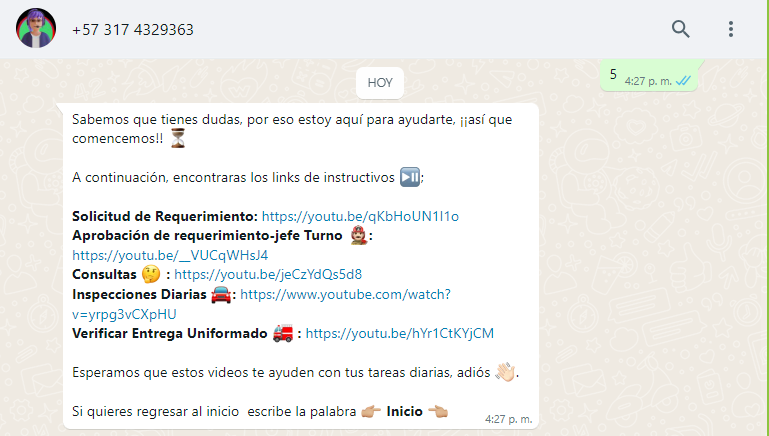 +57 317 4329363
5 4:27 p. m.
HOY
Sabemos que tienes dudas, por eso estoy aquí para ayudarte, ¡¡así que
comencemos!! ⏳
A continuación, encontraras los links de instructivos ⏯️;
Solicitud de Requerimiento: https://youtu.be/qKbHoUN1I1o
Aprobación de requerimiento-jefe Turno 👨🏼‍🚒:
https://youtu.be/__VUCqWHsJ4
Consultas 🤔 : https://youtu.be/jeCzYdQs5d8
Inspecciones Diarias 🚘: https://www.youtube.com/watch?
v=yrpg3vCXpHU
Verificar Entrega Uniformado 🚒 : https://youtu.be/hYr1CtKYjCM
Esperamos que estos videos te ayuden con tus tareas diarias, adiós 👋🏻.
Si quieres regresar al inicio  escribe la palabra 👉🏼 Inicio 👈🏼
4:27 p. m.